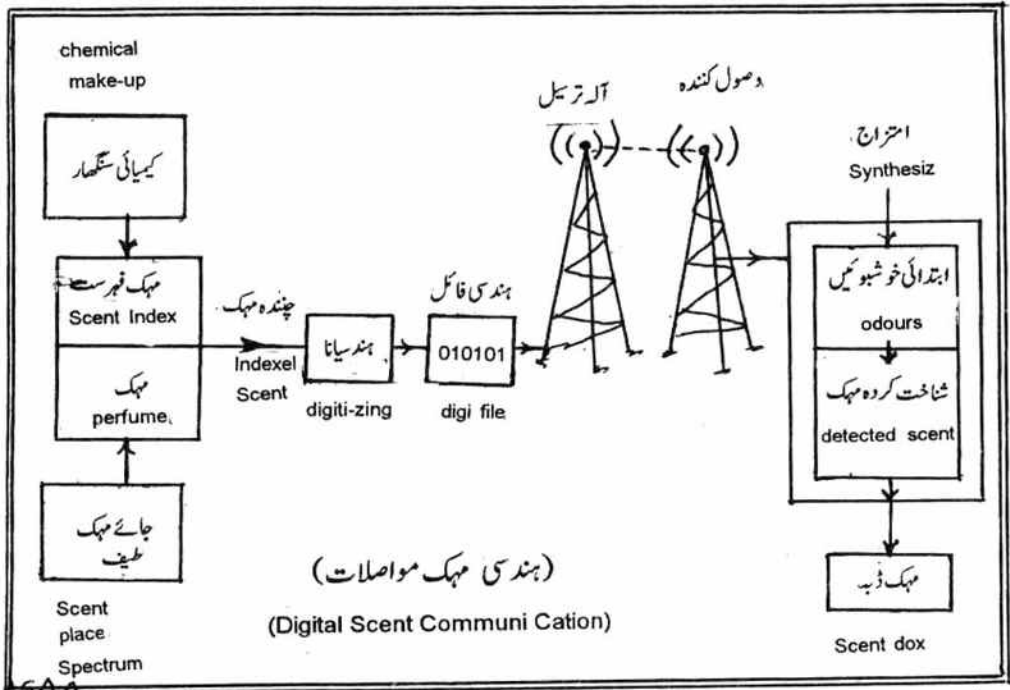 chemical
make-up
کیمیائی سنگھار
مہک فہرست
Scent Index
مہک
perfume
جائے مہک
طیف
Scent
place
Spectrum
چنندہ مہک
Indexel
Scent
ہندسیانا
digiti-zing
ہندسی فائل
010101
digi file
آلہ ترسیل
وصول کنندہ
امتزاج
Synthesiz
ابتدائی خوشبوئیں
odours
شناخت کردہ مہک
detected scent
مہک ڈبہ
Scent dox
(ہندسی مہک مواصلات)
(Digital Scent Communi Cation)